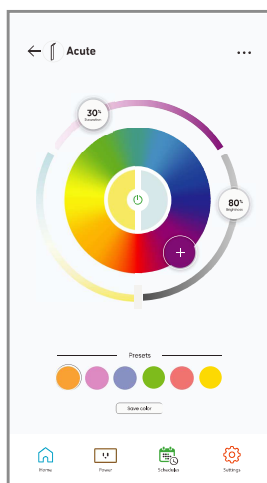 Acute
30%
Saturation
80%
Brightness
Presets
Save color
Home Power Schedules Settings